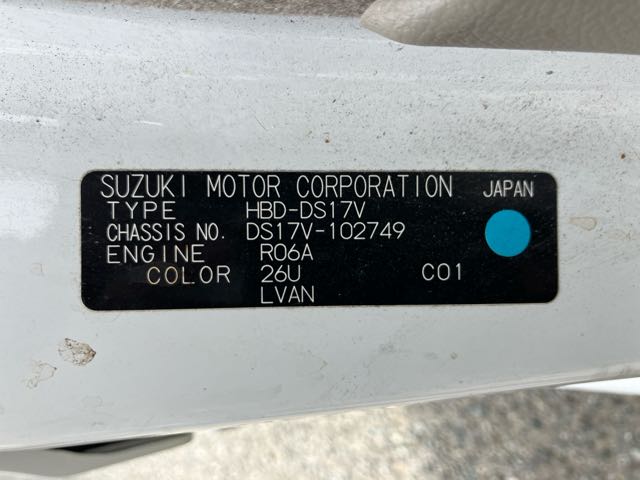 SUZUKI MOTOR CORPORATION JAPAN
TYPE HBD-DS17V
CHASSIS NO. DS17V-102749
ENGINE R06A
COLOR 26U C01
LVAN